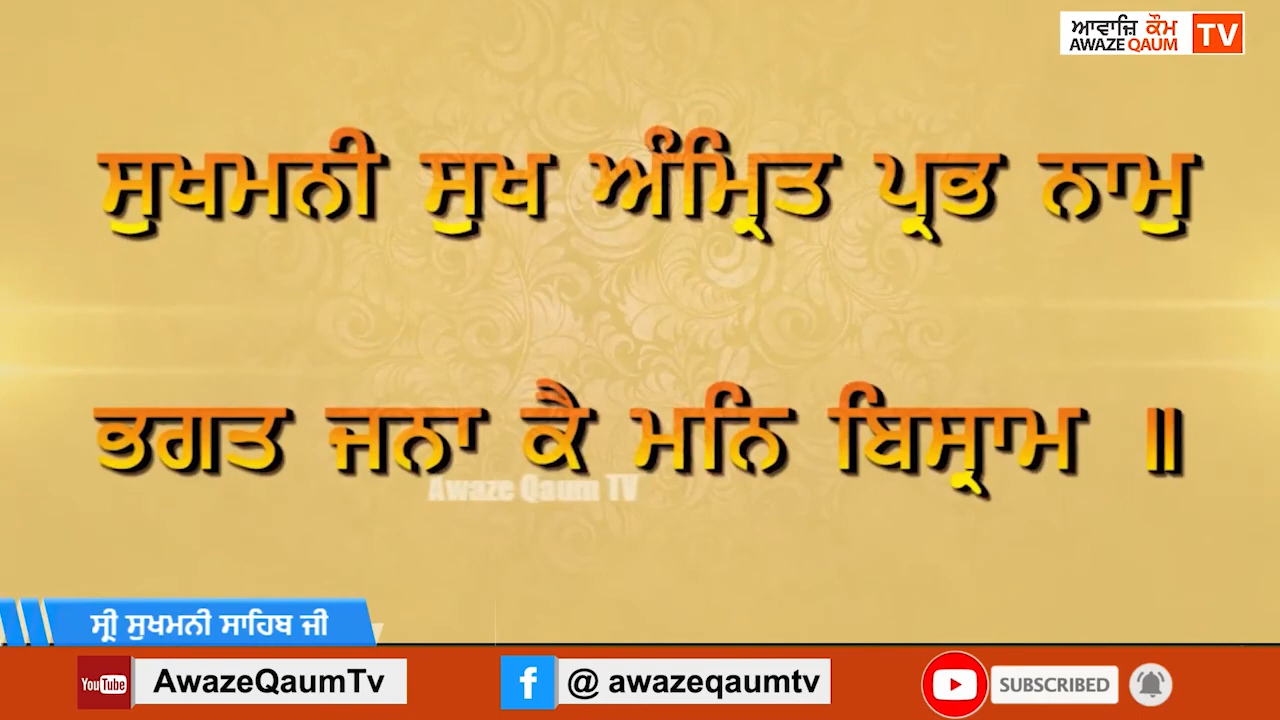 ਆਵਾਜ਼ਿ ਕੌਮ
AWAZE QAUM TV
ਸੁਖਮਨੀ ਸੁਖ ਅੰਮ੍ਰਿਤ ਪ੍ਰਭ ਨਾਮੁ
ਭਗਤ ਜਨਾ ਕੈ ਮਨਿ ਬਿਸ੍ਰਾਮ ॥
Awaze Qaum TV
ਸ੍ਰੀ ਸੁਖਮਨੀ ਸਾਹਿਬ ਜੀ
YouTube AwazeQaumTv f @ awazeqaumtv SUBSCRIBED